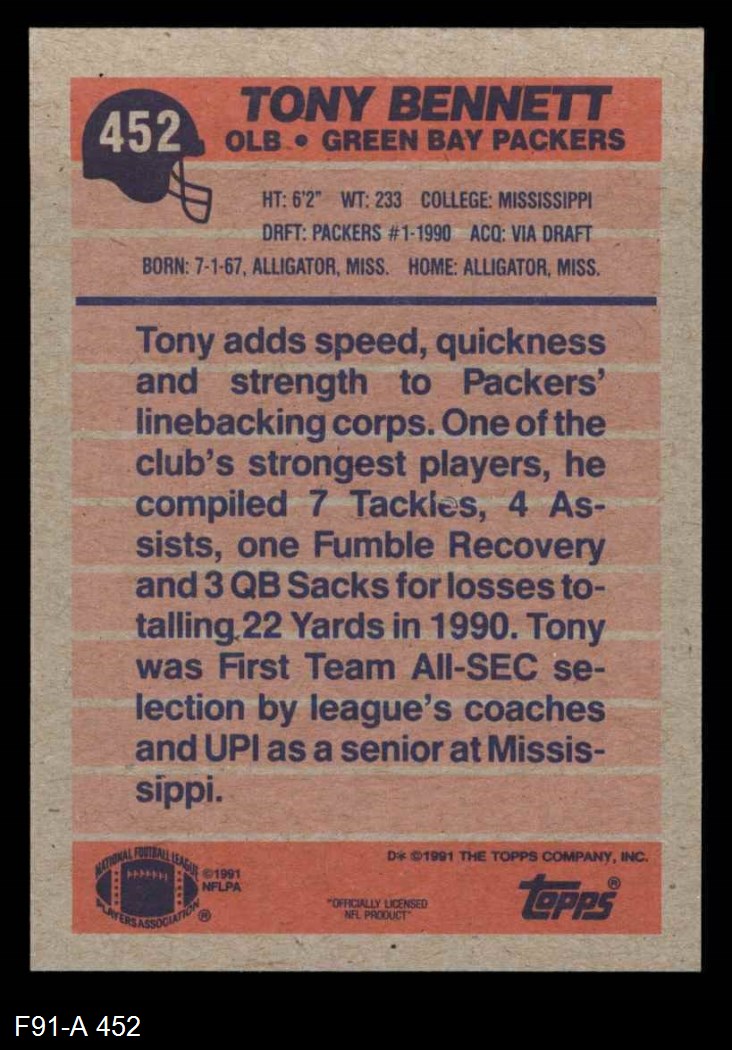 452
TONY BENNETT
OLB • GREEN BAY PACKERS
HT: 6'2" WT: 233 COLLEGE: MISSISSIPPI
DRFT: PACKERS #1-1990 ACQ: VIA DRAFT
BORN: 7-1-67, ALLIGATOR, MISS. HOME: ALLIGATOR, MISS.
Tony adds speed, quickness
and strength to Packers'
linebacking corps. One of the
club's strongest players, he
compiled 7 Tackles, 4 As-
sists, one Fumble Recovery
and 3 QB Sacks for losses to-
talling 22 Yards in 1990. Tony
was First Team All-SEC se-
lection by league's coaches
and UPI as a senior at Missis-
sippi.
NATIONAL FOOTBALL LEAGUE
PLAYERS ASSOCIATION ®
©1991
NFLPA
"OFFICIALLY LICENSED
NFL PRODUCT"
D* ©1991 THE TOPPS COMPANY, INC.
topps®
F91-A 452